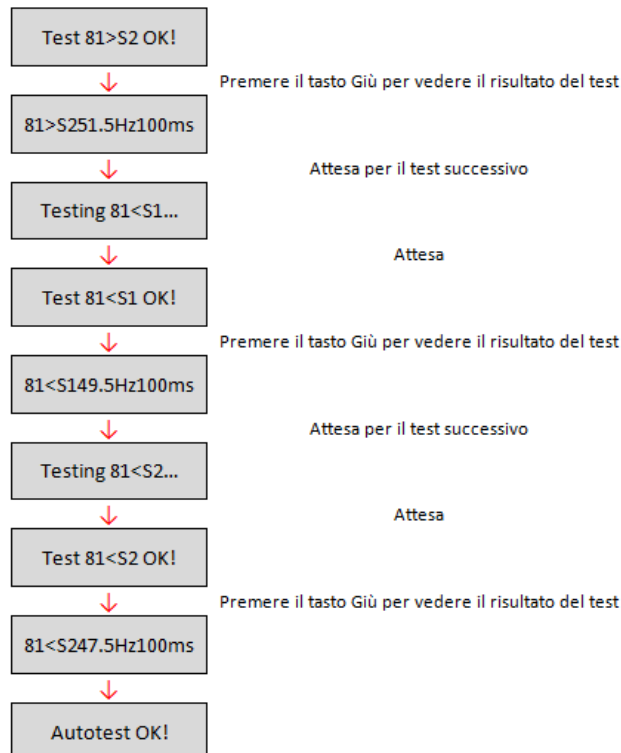 Test 81>S2 OK!
Premere il tasto Giù per vedere il risultato del test
81>S251.5Hz100ms
Attesa per il test successivo
Testing 81<S1...
Attesa
Test 81<S1 OK!
Premere il tasto Giù per vedere il risultato del test
81<S149.5Hz100ms
Attesa per il test successivo
Testing 81<S2...
Attesa
Test 81<S2 OK!
Premere il tasto Giù per vedere il risultato del test
81<S247.5Hz100ms
Autotest OK!